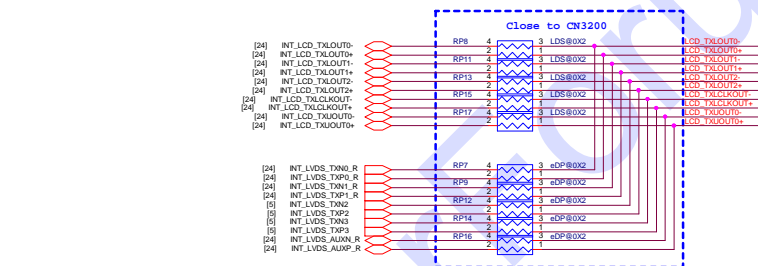 Close to CN3200
[24] INT_LCD_TXLOUT0- RP8 4 3 LDS@0X2 LCD_TXLOUT0-
[24] INT_LCD_TXLOUT0+ 2 1 LCD_TXLOUT0+
[24] INT_LCD_TXLOUT1- RP11 4 3 LDS@0X2 LCD_TXLOUT1-
[24] INT_LCD_TXLOUT1+ 2 1 LCD_TXLOUT1+
[24] INT_LCD_TXLOUT2- RP13 4 3 LDS@0X2 LCD_TXLOUT2-
[24] INT_LCD_TXLOUT2+ 2 1 LCD_TXLOUT2+
[24] INT_LCD_TXLCLKOUT- RP15 4 3 LDS@0X2 LCD_TXLCLKOUT-
[24] INT_LCD_TXLCLKOUT+ 2 1 LCD_TXLCLKOUT+
[24] INT_LCD_TXUOUT0- RP17 4 3 LDS@0X2 LCD_TXUOUT0-
[24] INT_LCD_TXUOUT0+ 2 1 LCD_TXUOUT0+
[24] INT_LVDS_TXN0_R RP7 4 3 eDP@0X2
[24] INT_LVDS_TXP0_R 2 1
[24] INT_LVDS_TXN1_R RP9 4 3 eDP@0X2
[24] INT_LVDS_TXP1_R 2 1
[5] INT_LVDS_TXN2 RP12 4 3 eDP@0X2
[5] INT_LVDS_TXP2 2 1
[5] INT_LVDS_TXN3 RP14 4 3 eDP@0X2
[5] INT_LVDS_TXP3 2 1
[24] INT_LVDS_AUXN_R RP16 4 3 eDP@0X2
[24] INT_LVDS_AUXP_R 2 1